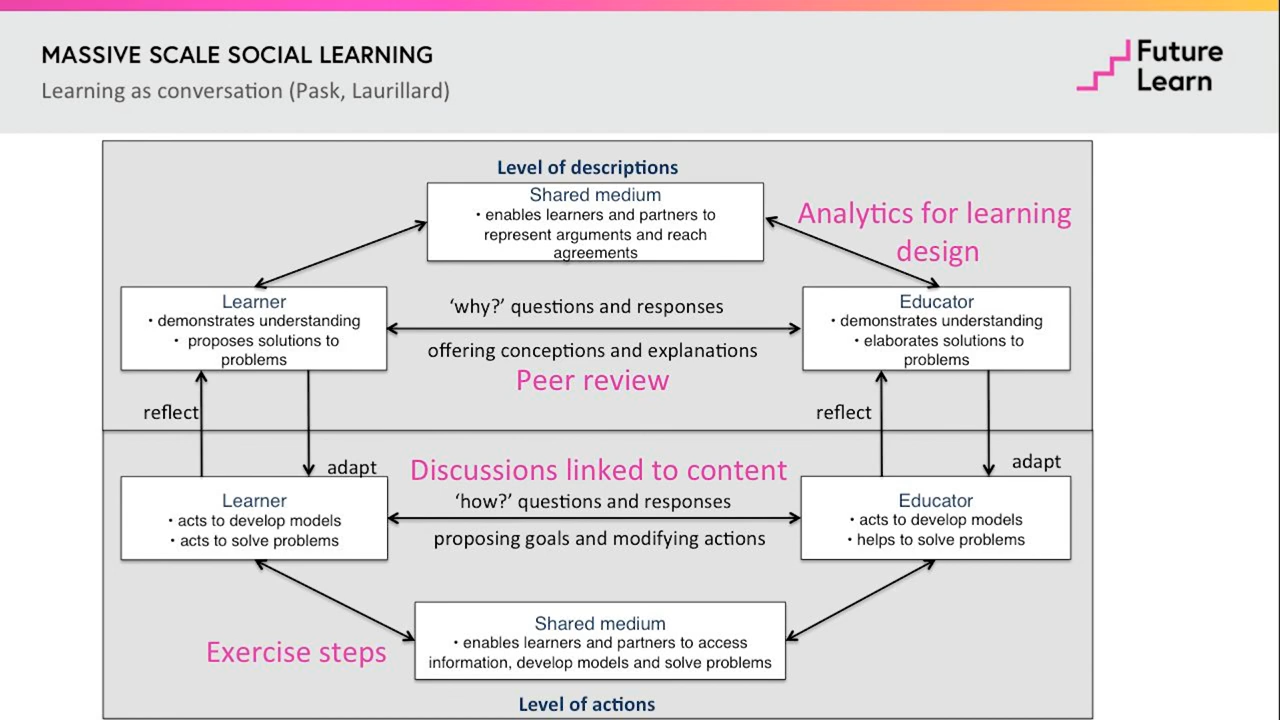 MASSIVE SCALE SOCIAL LEARNING
Learning as conversation (Pask, Laurillard)
Future
Learn
Level of descriptions
Shared medium
• enables learners and partners to
represent arguments and reach
agreements
Analytics for learning
design
Learner
• demonstrates understanding
• proposes solutions to
problems
‘why?’ questions and responses
offering conceptions and explanations
Peer review
Educator
• demonstrates understanding
• elaborates solutions to
problems
reflect
adapt
reflect
adapt
Discussions linked to content
‘how?’ questions and responses
proposing goals and modifying actions
Learner
• acts to develop models
• acts to solve problems
Educator
• acts to develop models
• helps to solve problems
Exercise steps
Shared medium
• enables learners and partners to access
information, develop models and solve problems
Level of actions